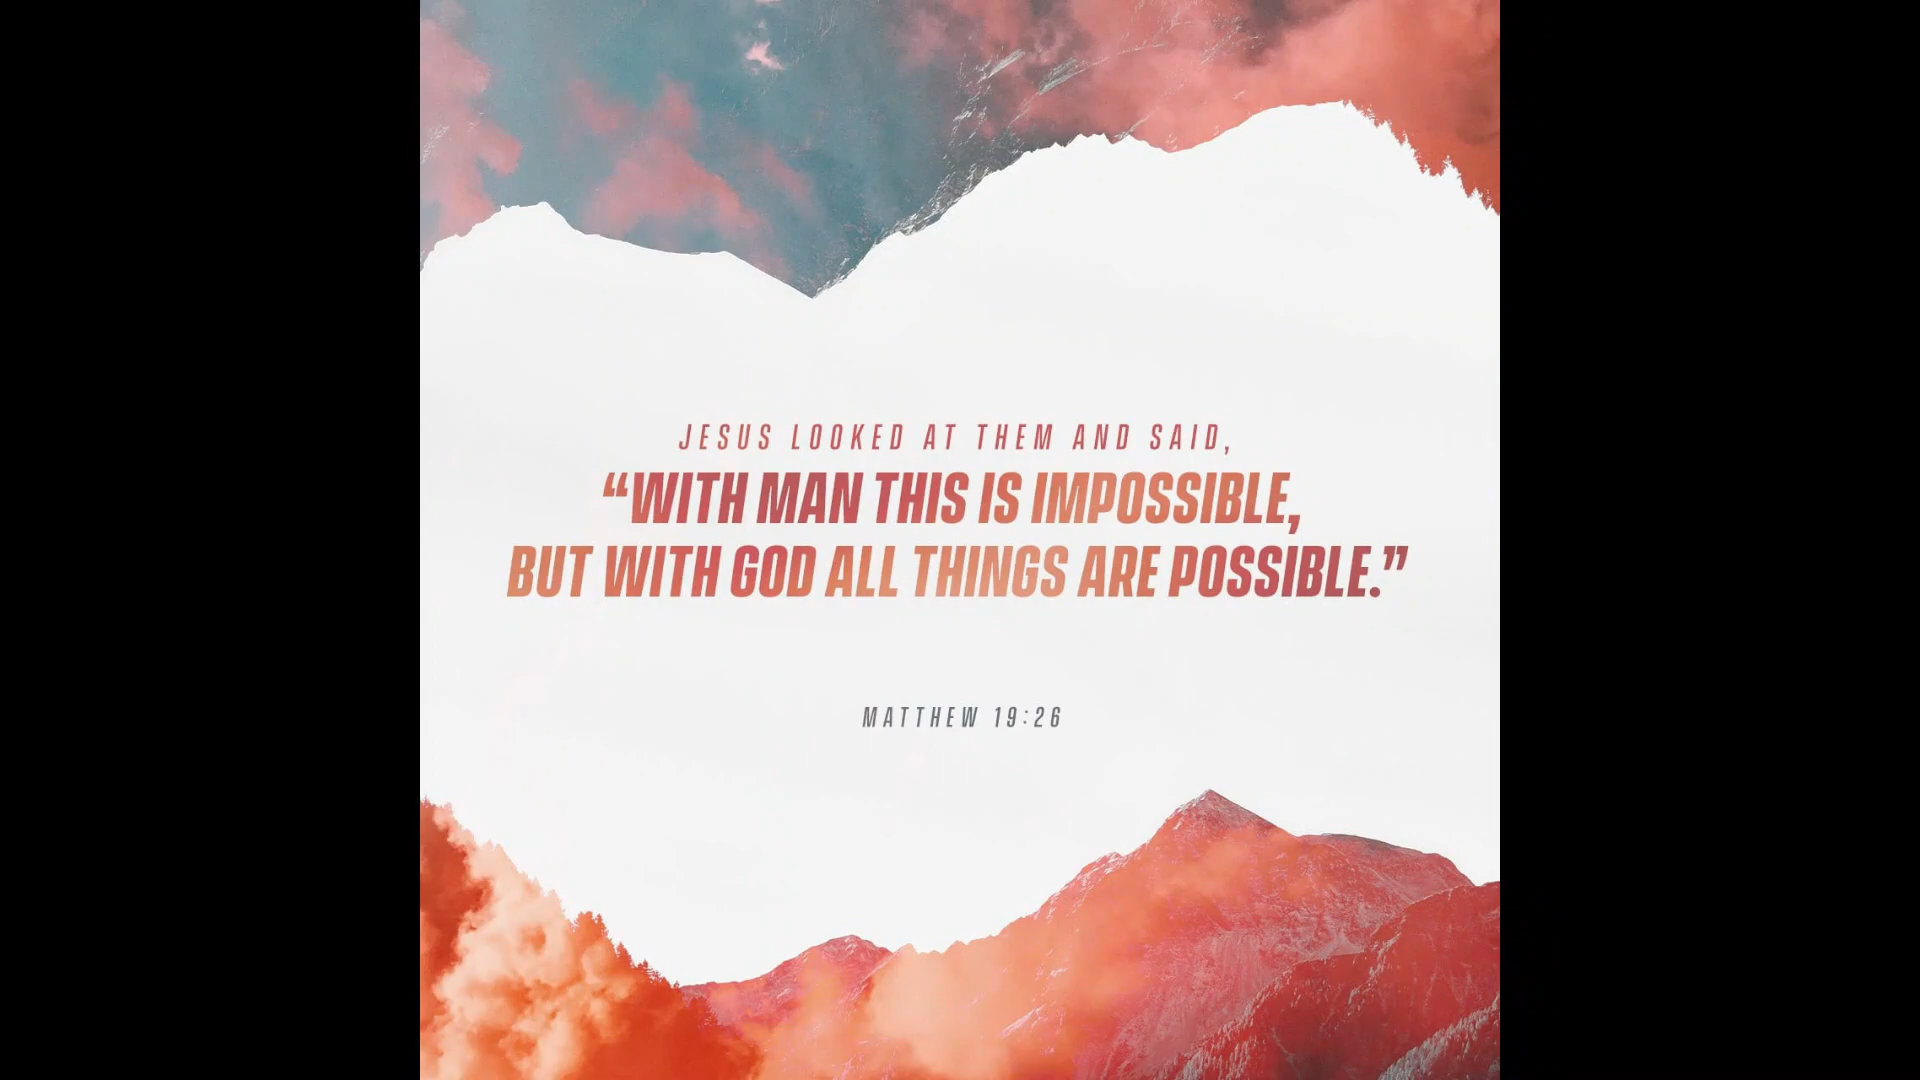 JESUS LOOKED AT THEM AND SAID,
“WITH MAN THIS IS IMPOSSIBLE,
BUT WITH GOD ALL THINGS ARE POSSIBLE.”
MATTHEW 19:26